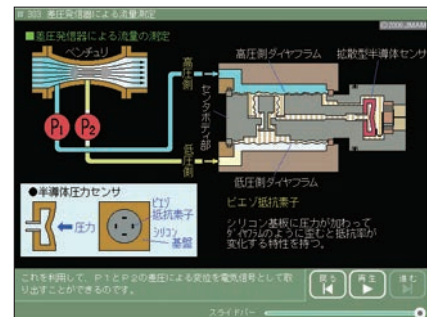 303 差圧発信器による流量測定
©2009 JMAM
■差圧発信器による流量の測定
ベンチュリ
高圧側ダイヤフラム
拡散型半導体センサ
高圧側
センタボディ部
P1
P2
低圧側
低圧側ダイヤフラム
●半導体圧力センサ
ピエゾ抵抗素子
圧力
シリコン基盤
ピエゾ抵抗素子
シリコン基板に圧力が加わって
ダイヤフラムのように歪むと抵抗率が
変化する特性を持つ。
これを利用して、P1とP2の差圧による変位を電気信号として取
り出すことができるのです。
戻る
再生
進む
スライドバー